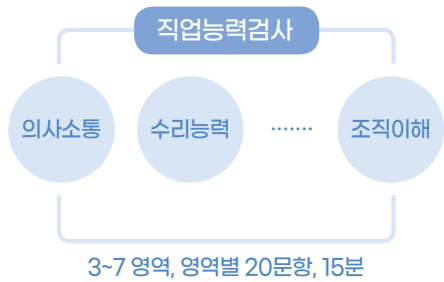 직업능력검사
의사소통
수리능력
·······
조직이해
3~7 영역, 영역별 20문항, 15분